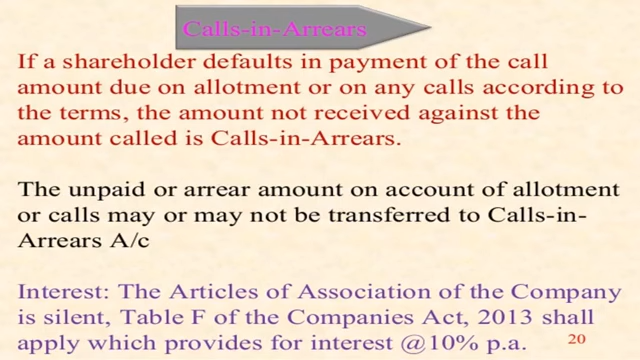 Calls-in-Arrears
If a shareholder defaults in payment of the call
amount due on allotment or on any calls according to
the terms, the amount not received against the
amount called is Calls-in-Arrears.
The unpaid or arrear amount on account of allotment
or calls may or may not be transferred to Calls-in-
Arrears A/c
Interest: The Articles of Association of the Company
is silent, Table F of the Companies Act, 2013 shall
apply which provides for interest @10% p.a.
20